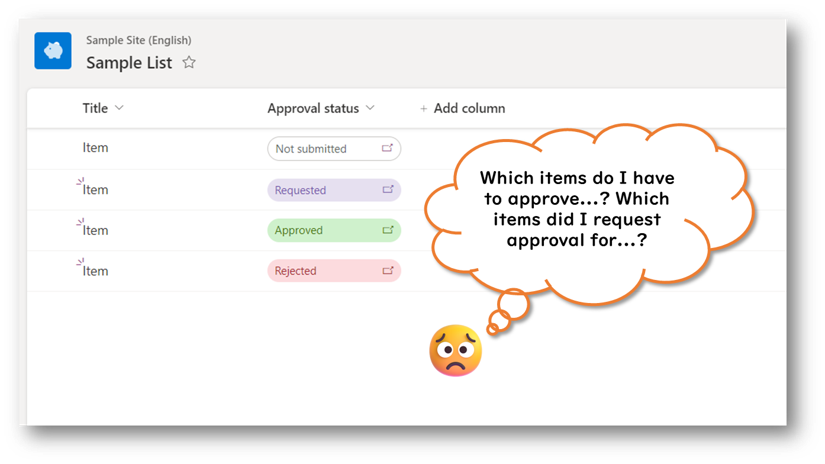 Sample Site (English)
Sample List
Title
Approval status
+ Add column
Item
Not submitted
Item
Requested
Item
Approved
Item
Rejected
Which items do I have
to approve...? Which
items did I request
approval for...?